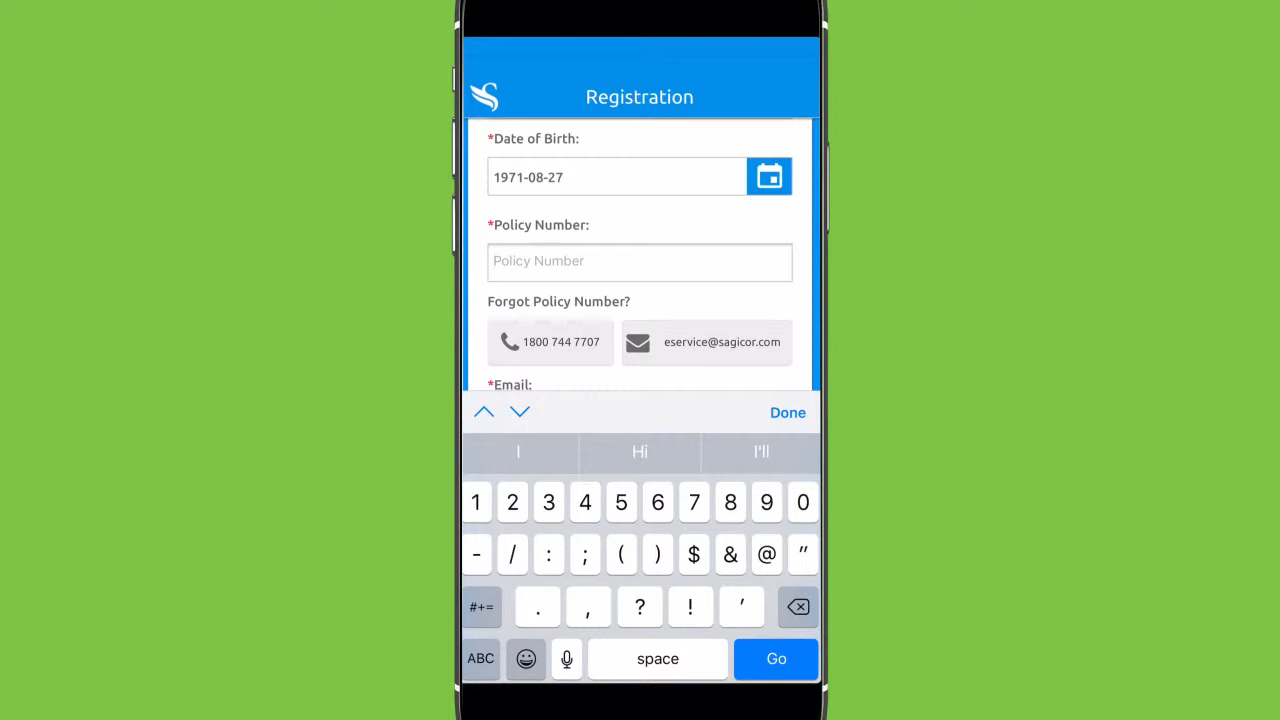 Registration
*Date of Birth:
1971-08-27
*Policy Number:
Policy Number
Forgot Policy Number?
1800 744 7707 eservice@sagicor.com
*Email:
Done
I Hi I'll
1 2 3 4 5 6 7 8 9 0
- / : ; ( ) $ & @ "
#+= . , ? ! '
ABC space Go